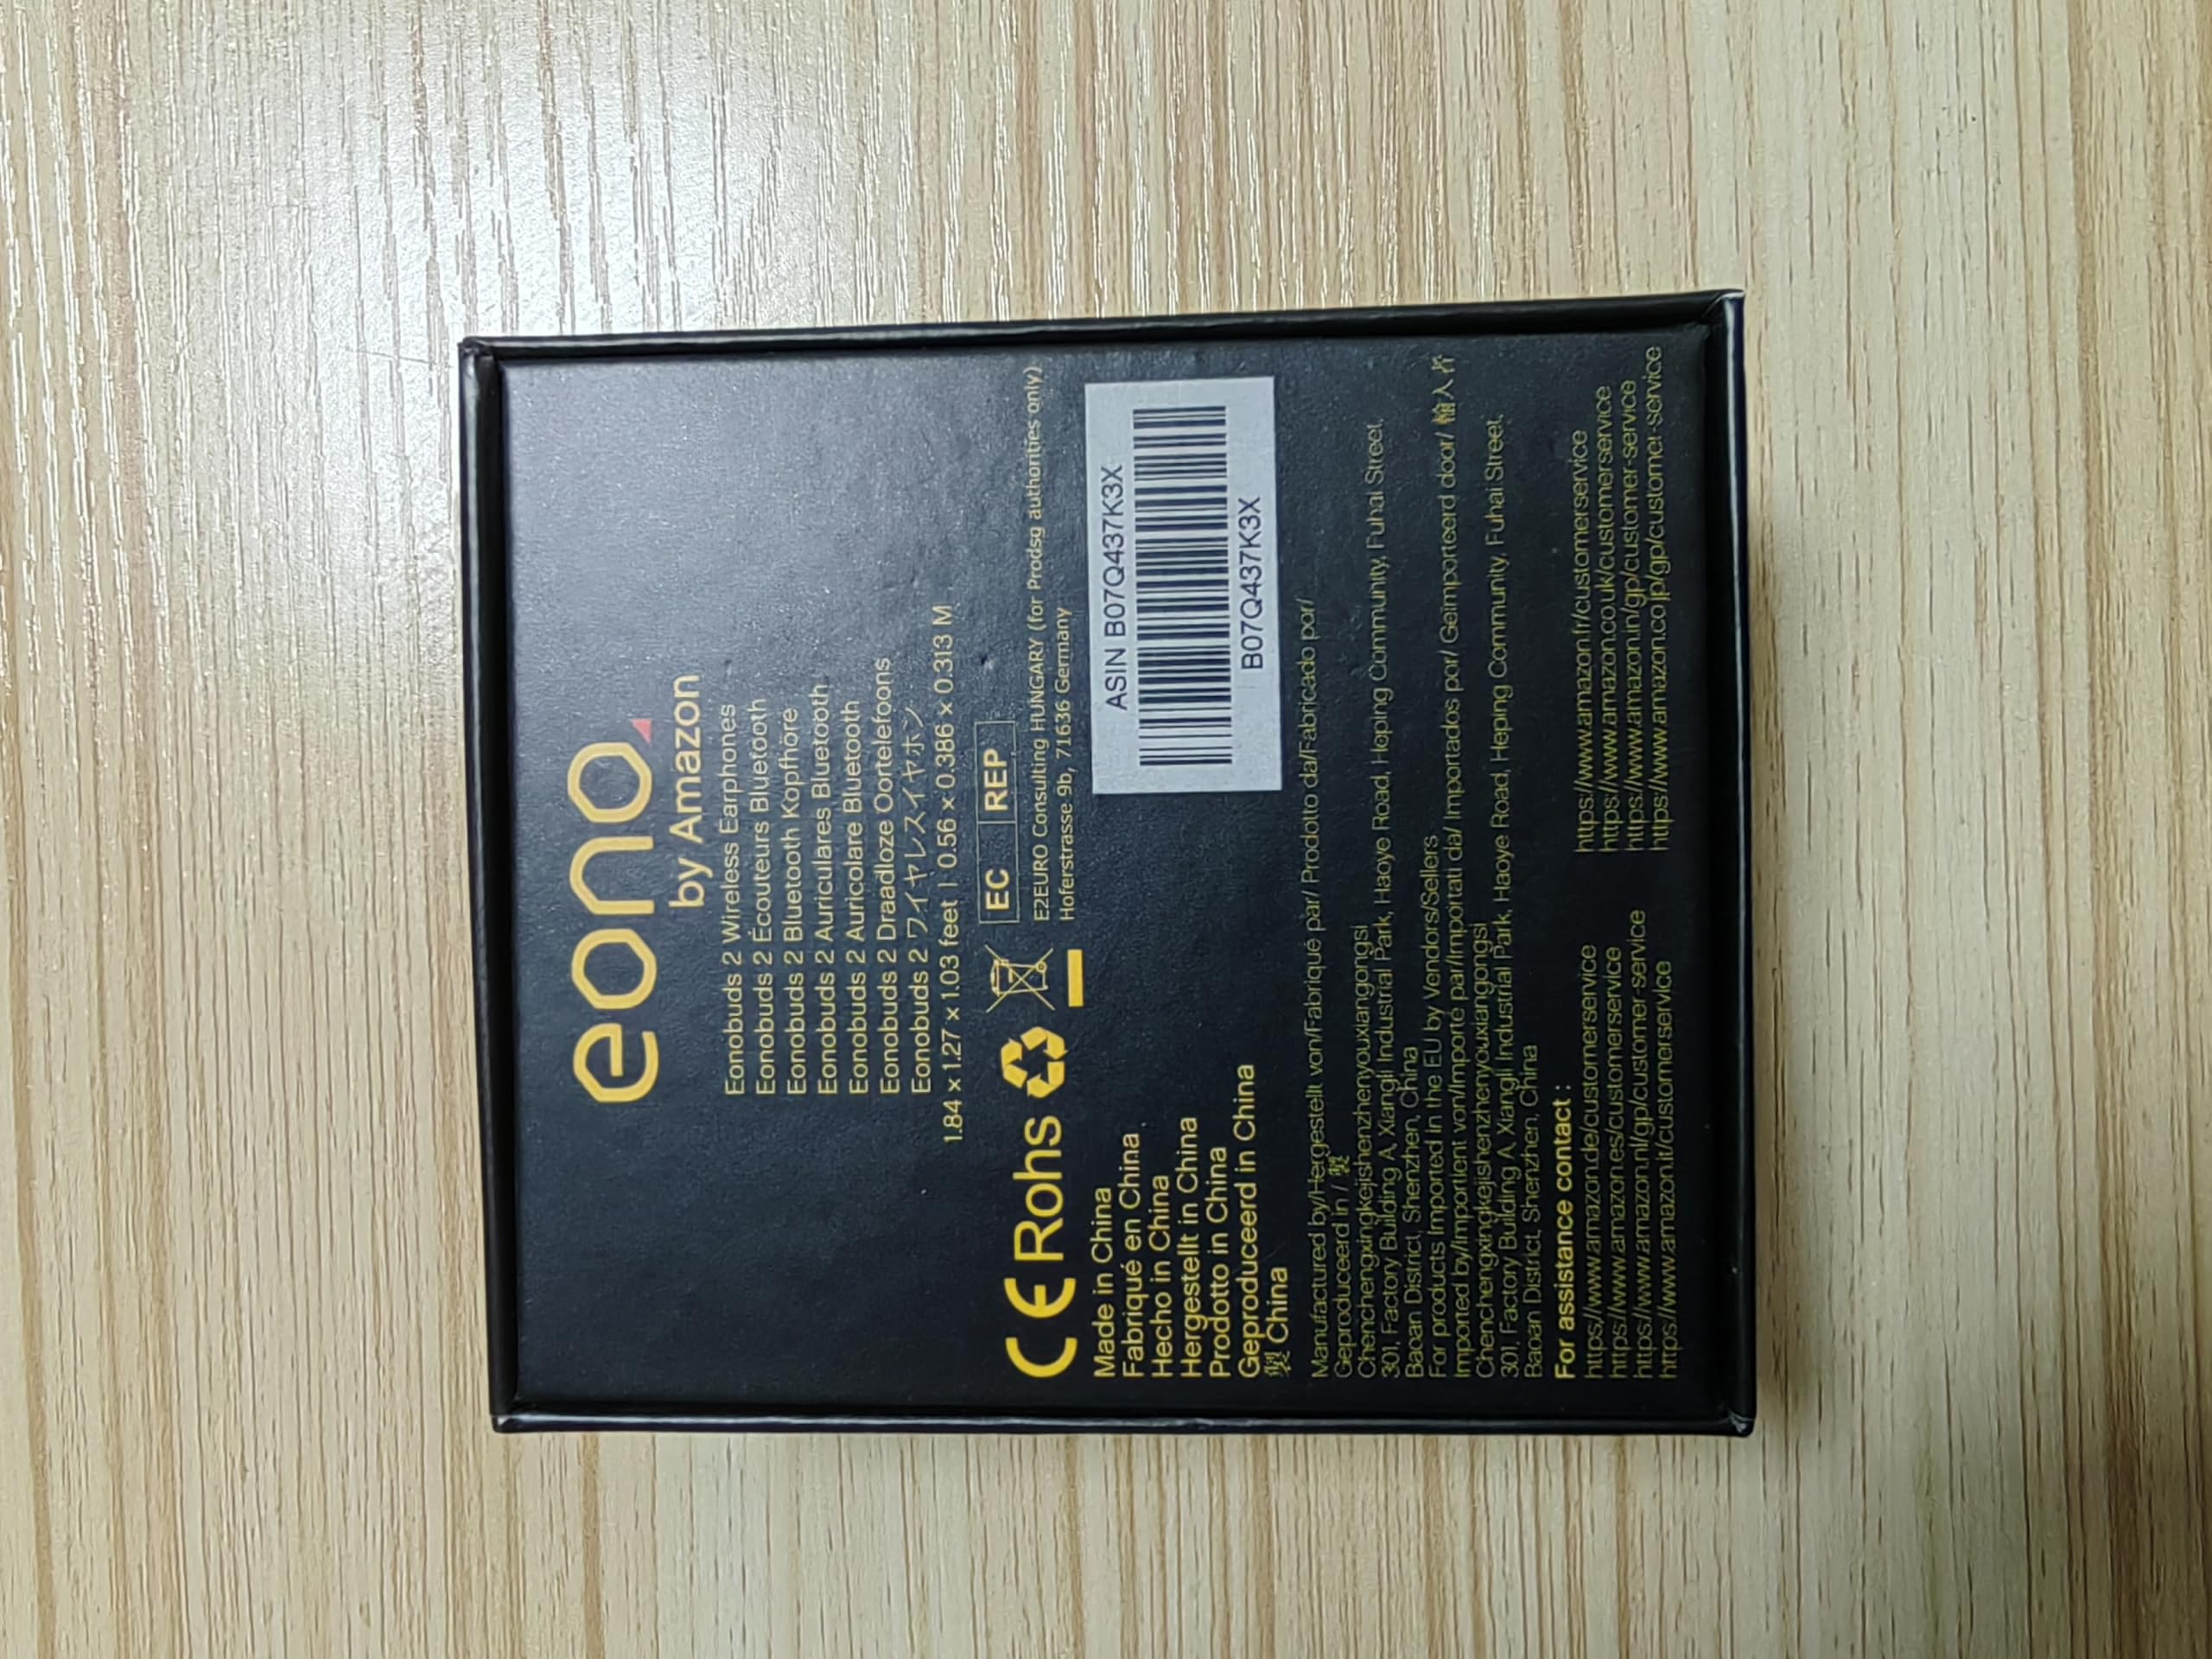 eono
by Amazon
Eonobuds 2 Wireless Earphones
Eonobuds 2 Écouteurs Bluetooth
Eonobuds 2 Bluetooth Kopfhore
Eonobuds 2 Auriculares Bluetooth
Eonobuds 2 Auricolare Bluetooth
Eonobuds 2 Draadloze Oortelefoons
Eonobuds 2 ワイヤレスイヤホン
1.84 x 1.27 x 1.03 feet | 0.56 x 0.386 x 0.313 M
CE Rohs
EC REP
E2EURO Consulting HUNGARY (for Prodsg authorities only)
Hoferstrasse 9b, 71636 Germany
Made in China
Fabriqué en China
Hecho in China
Hergestellt in China
Prodotto in China
Geproduceerd in China
製 China
ASIN B07Q437K3X
B07Q437K3X
Manufactured by/Hergestellt von/Fabriqué par/ Prodotto da/Fabricado por/
Geproduceerd in / 製
Chenchengxingkejishenzhenyouxiangongsi
301, Factory Building A, Xiangli Industrial Park, Haoye Road, Heping Community, Fuhai Street,
Baoan District, Shenzhen, China
For products Imported in the EU by Vendors/Sellers
Imported by/Importient von/Importé par/Importati da/ Importados por/ Geïmporteerd door/ 輸入者
Chenchengxingkejishenzhenyouxiangongsi
301, Factory Building A, Xiangli Industrial Park, Haoye Road, Heping Community, Fuhai Street,
Baoan District, Shenzhen, China
For assistance contact :
https://www.amazon.de/customerservice
https://www.amazon.es/customerservice
https://www.amazon.nl/gp/customer-service
https://www.amazon.it/customerservice
https://www.amazon.fr/customerservice
https://www.amazon.co.uk/customerservice
https://www.amazon.in/gp/customer-service
https://www.amazon.co.jp/gp/customer-service